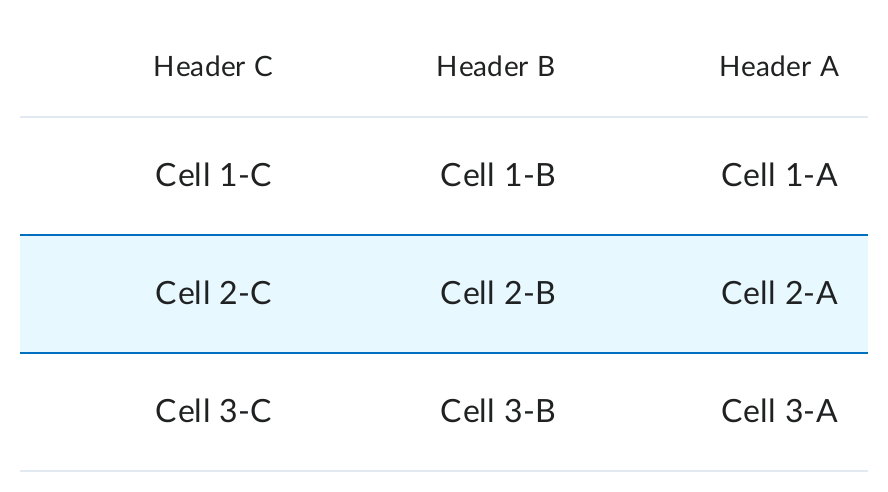 Header C Header B Header A
Cell 1-C Cell 1-B Cell 1-A
Cell 2-C Cell 2-B Cell 2-A
Cell 3-C Cell 3-B Cell 3-A